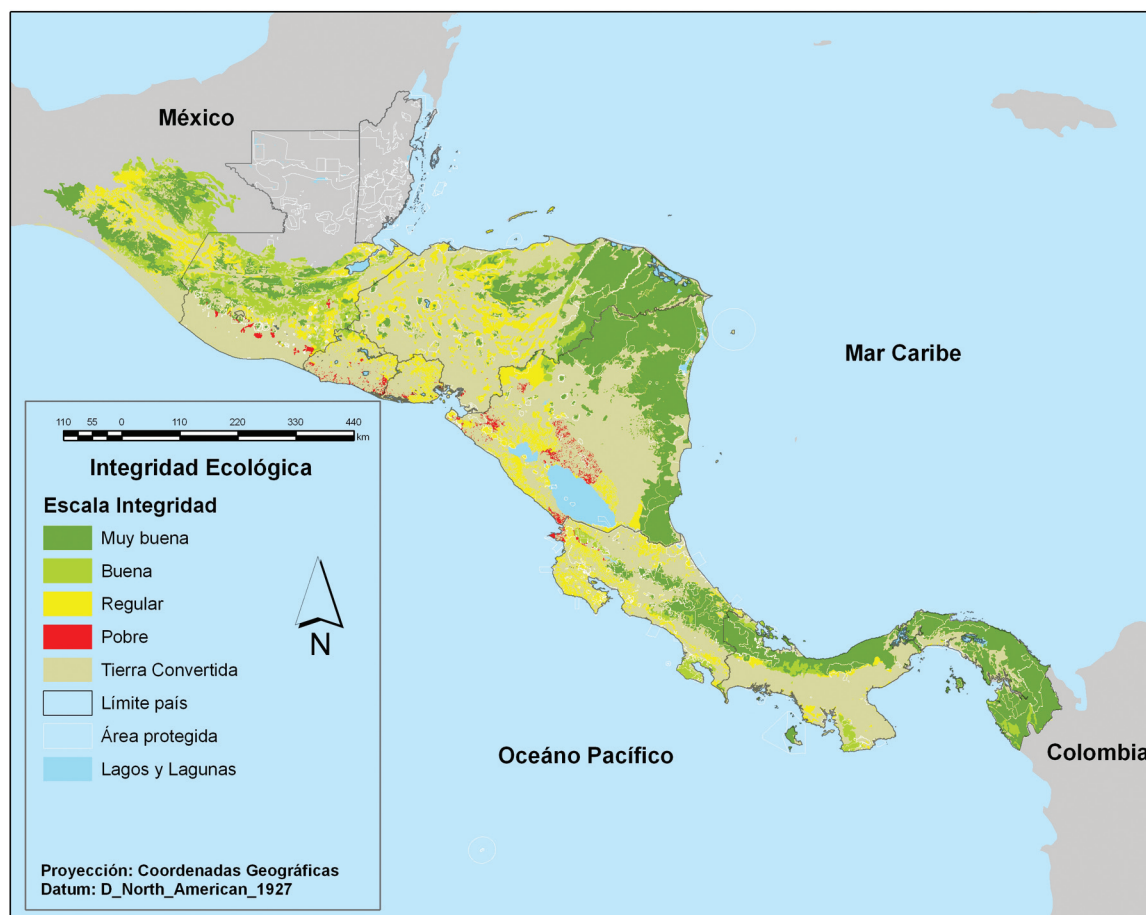 México
Mar Caribe
Oceáno Pacífico
Colombia
110 55 0 110 220 330 440
km
Integridad Ecológica
Escala Integridad
Muy buena
Buena
Regular
Pobre
Tierra Convertida
Límite país
Área protegida
Lagos y Lagunas
N
Proyección: Coordenadas Geográficas
Datum: D_North_American_1927